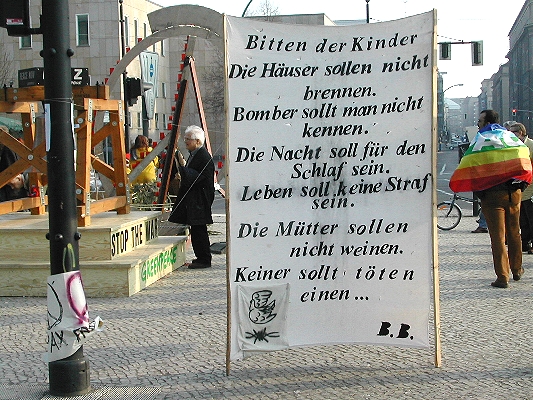 Bitten der Kinder
Die Häuser sollen nicht
brennen.
Bomber sollt man nicht
kennen.
Die Nacht soll für den
Schlaf sein.
Leben soll keine Straf
sein.
Die Mütter sollen
nicht weinen.
Keiner sollt töten
einen...
B.B.
STOP THE WAR
GREENPEACE
Z